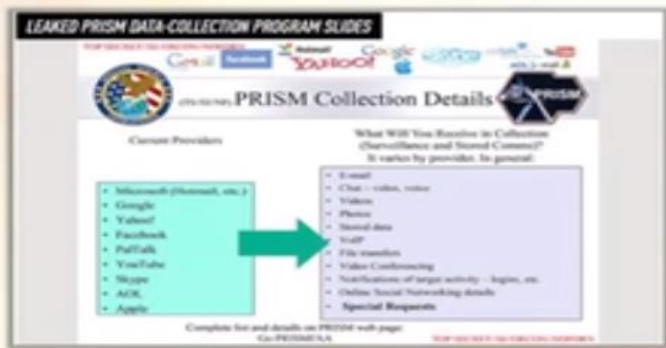 LEAKED PRISM DATA-COLLECTION PROGRAM SLIDES
TOP SECRET//SI//ORCON//NOFORN
Gmail facebook Hotmail YAHOO! Google
(TS//SI//NF) PRISM Collection Details PRISM
Current Providers
What Will You Receive in Collection
(Surveillance and Stored Comms)?
It varies by provider. In general:
• Microsoft (Hotmail, etc.)
• Google
• Yahoo!
• Facebook
• PalTalk
• YouTube
• Skype
• AOL
• Apple
• E-mail
• Chat – video, voice
• Videos
• Photos
• Stored data
• VoIP
• File transfers
• Video Conferencing
• Notifications of target activity – logins, etc.
• Online Social Networking details
• Special Requests
Complete list and details on PRISM web page:
Go PRISMFAA
TOP SECRET//SI//ORCON//NOFORN